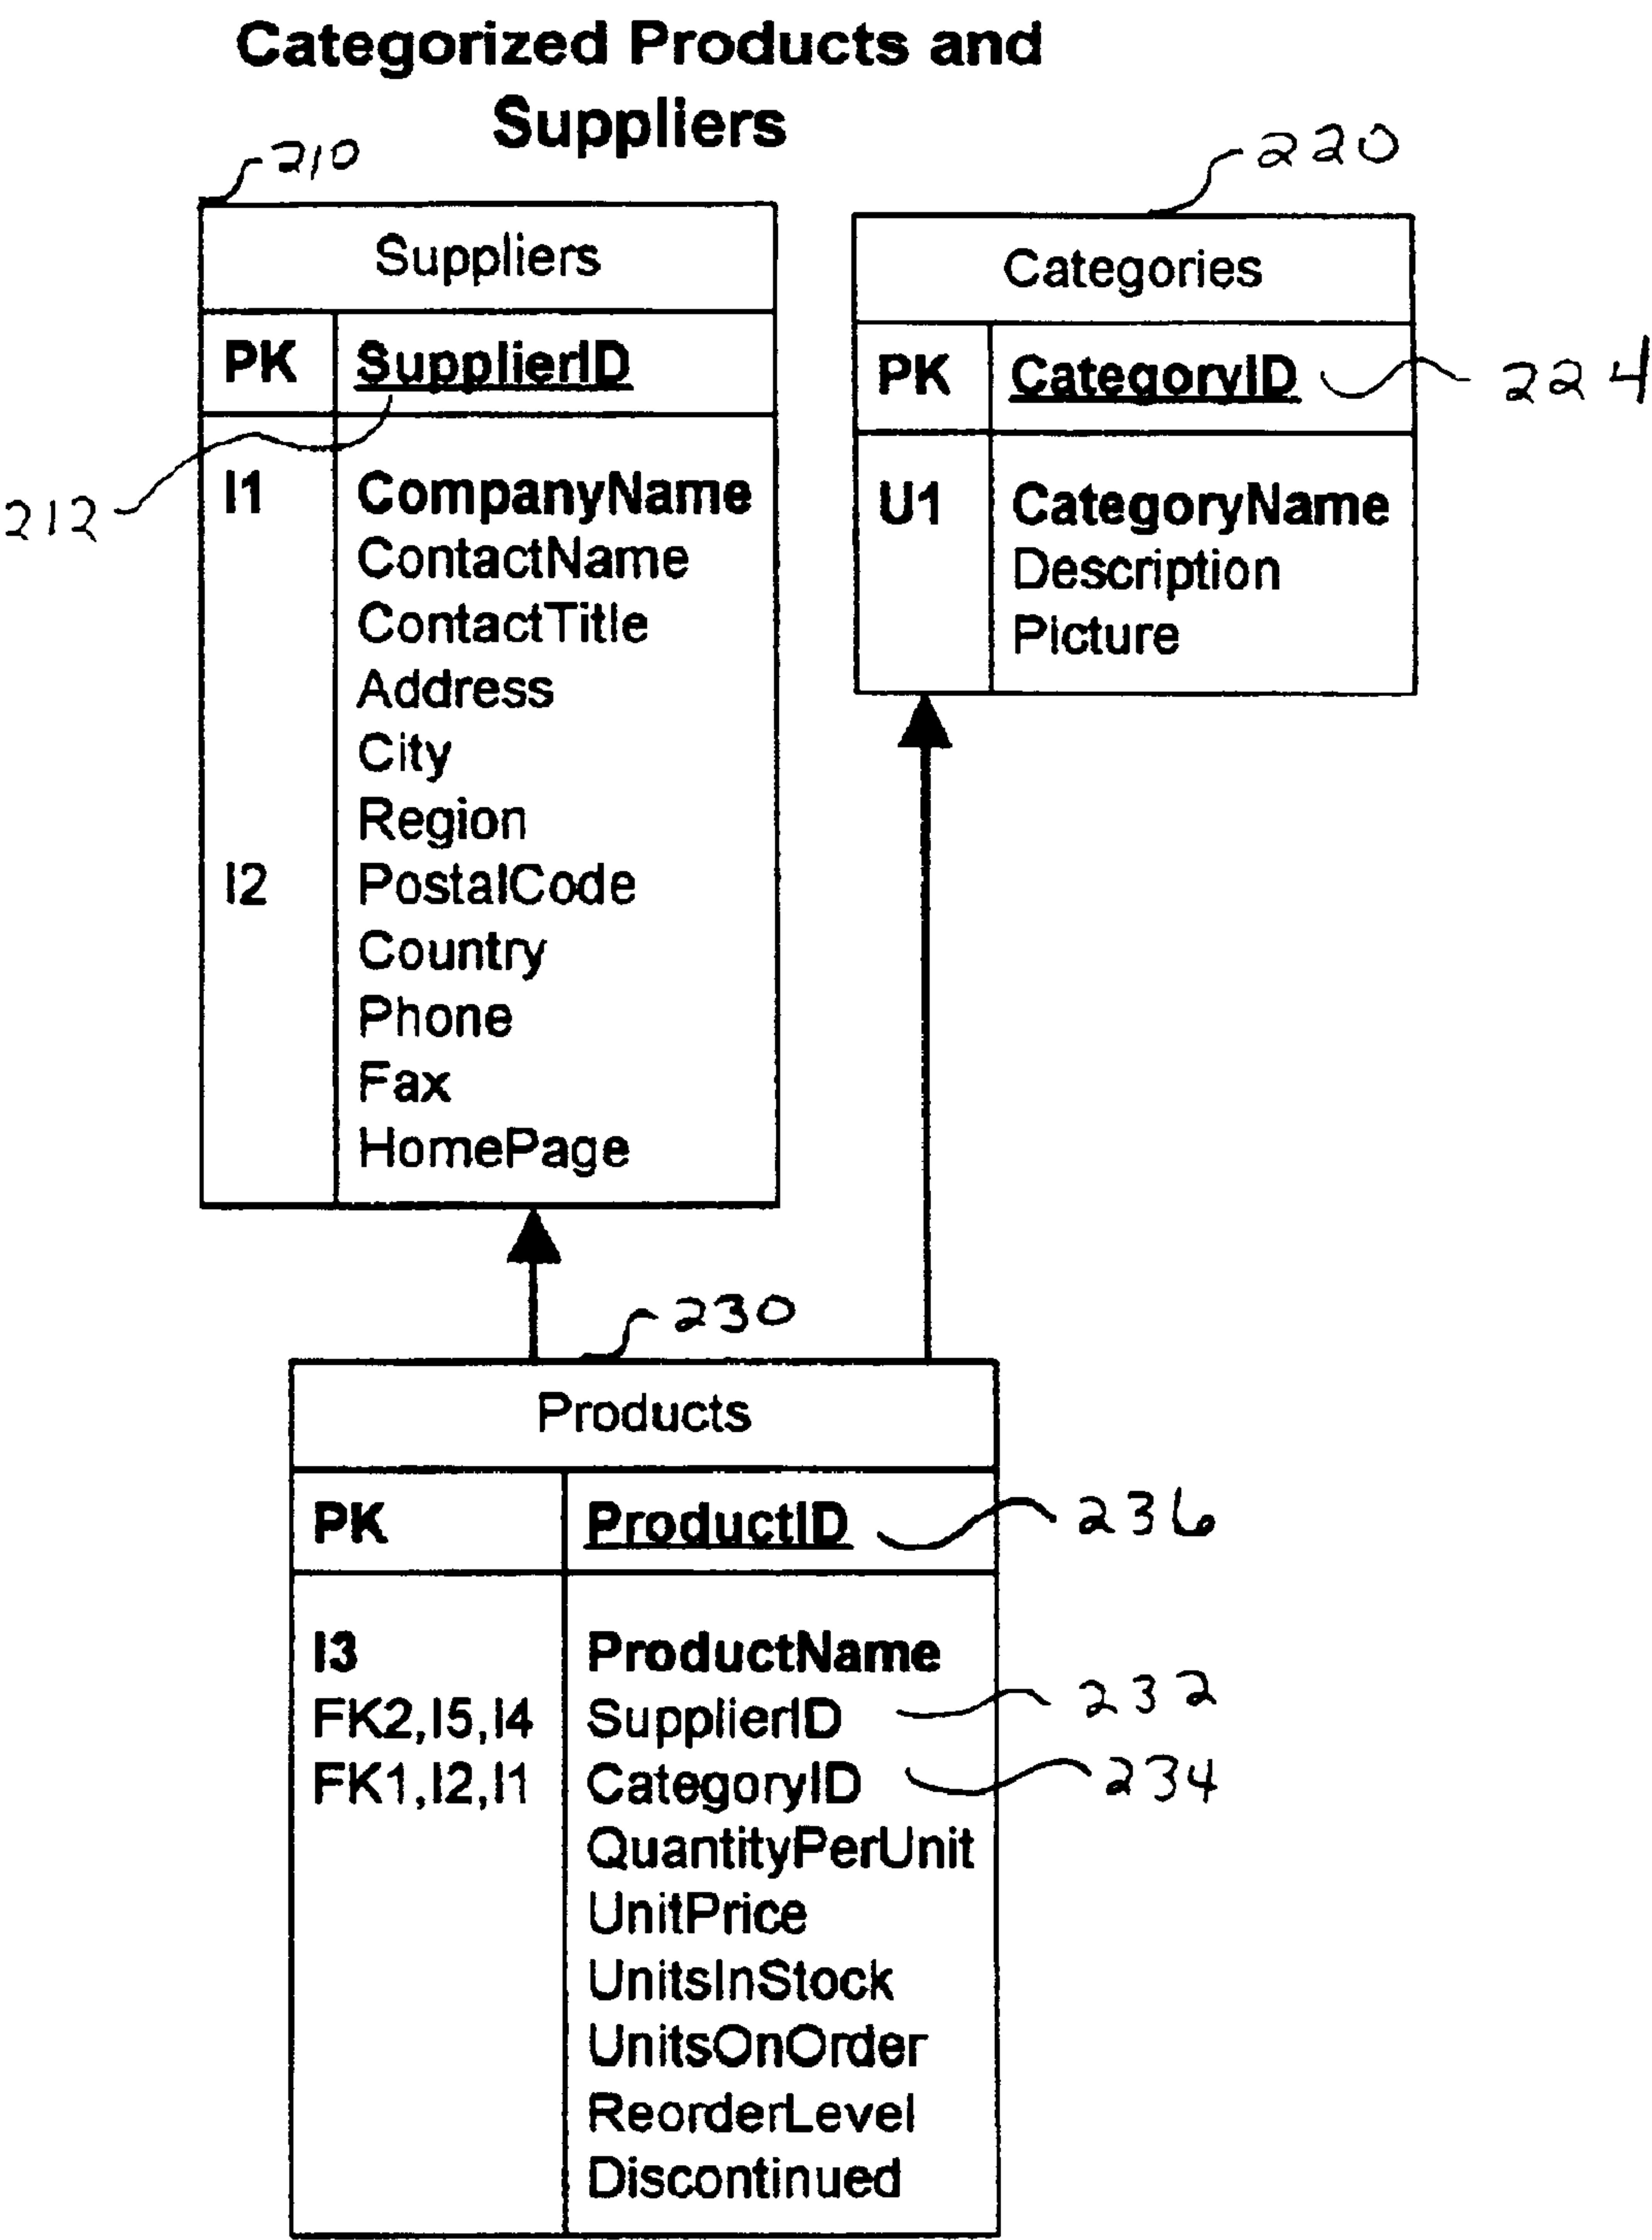 Categorized Products and
Suppliers
210
Suppliers
PK SupplierID
212
I1 CompanyName
ContactName
ContactTitle
Address
City
Region
I2 PostalCode
Country
Phone
Fax
HomePage
220
Categories
PK CategoryID 224
U1 CategoryName
Description
Picture
230
Products
PK ProductID 236
I3 ProductName
FK2,I5,I4 SupplierID 232
FK1,I2,I1 CategoryID 234
QuantityPerUnit
UnitPrice
UnitsInStock
UnitsOnOrder
ReorderLevel
Discontinued